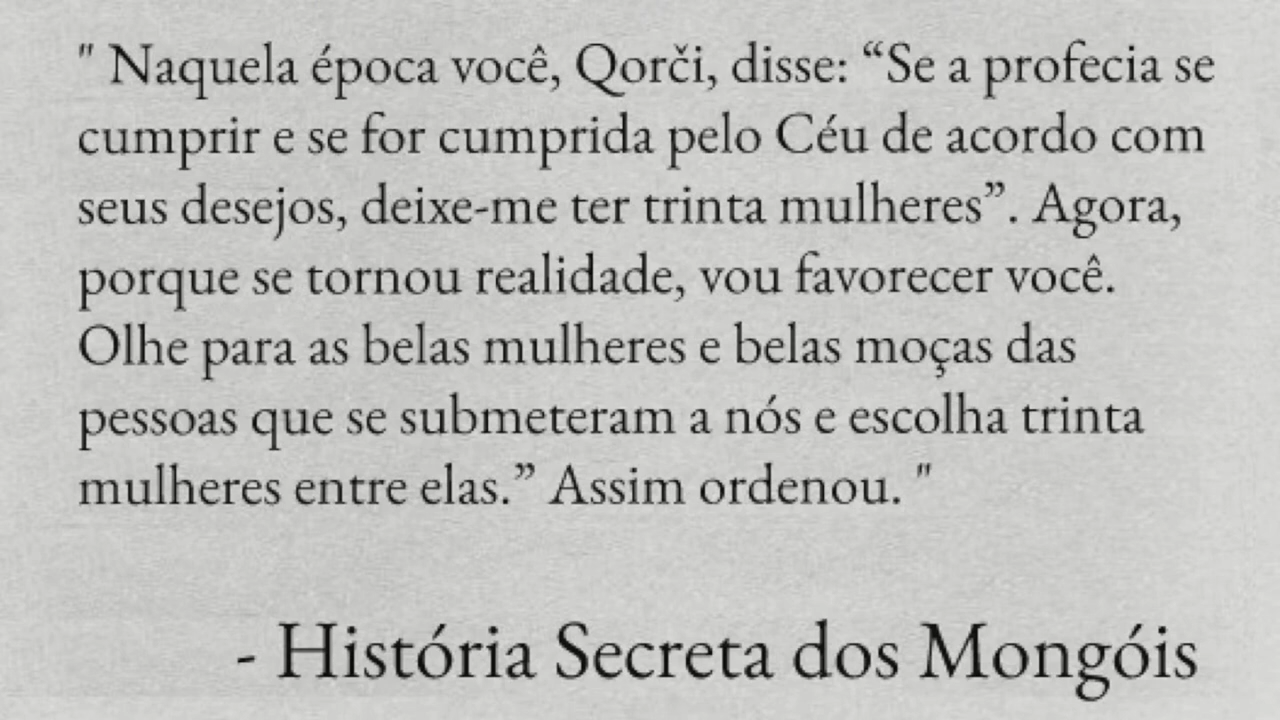 " Naquela época você, Qorči, disse: “Se a profecia se
cumprir e se for cumprida pelo Céu de acordo com
seus desejos, deixe-me ter trinta mulheres”. Agora,
porque se tornou realidade, vou favorecer você.
Olhe para as belas mulheres e belas moças das
pessoas que se submeteram a nós e escolha trinta
mulheres entre elas.” Assim ordenou. "
- História Secreta dos Mongóis